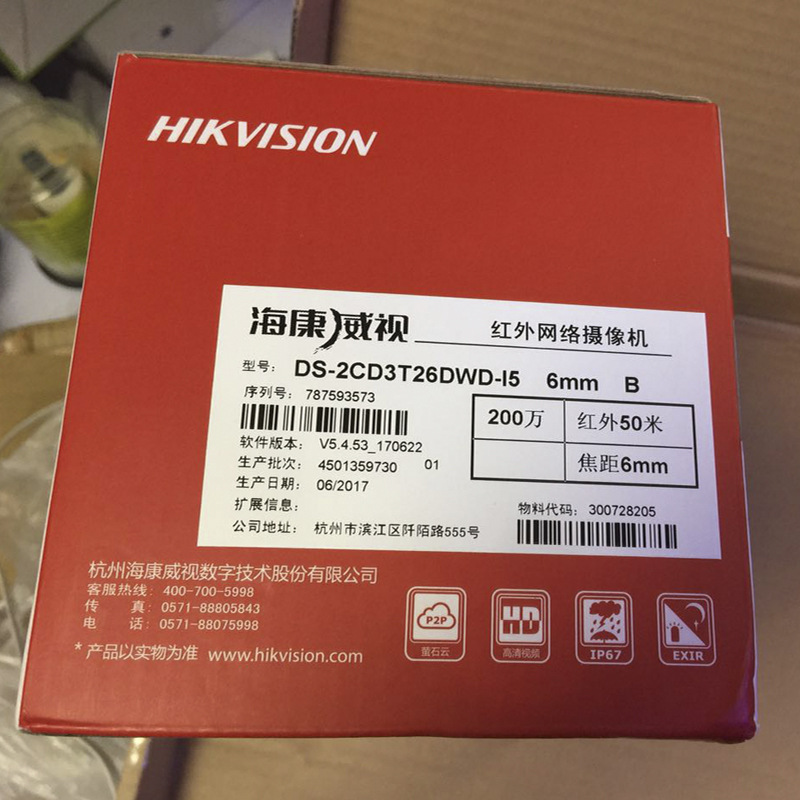 HIKVISION
海康威视 红外网络摄像机
型号: DS-2CD3T26DWD-I5 6mm B
序列号: 787593573
200万 红外50米
焦距6mm
软件版本: V5.4.53_170622
生产批次: 4501359730 01
生产日期: 06/2017
扩展信息:
物料代码: 300728205
公司地址: 杭州市滨江区阡陌路555号
杭州海康威视数字技术股份有限公司
客服热线: 400-700-5998
传 真: 0571-88805843
电 话: 0571-88075998
*产品以实物为准 www.hikvision.com
P2P
萤石云
HD
高清视频
IP67
EXIR